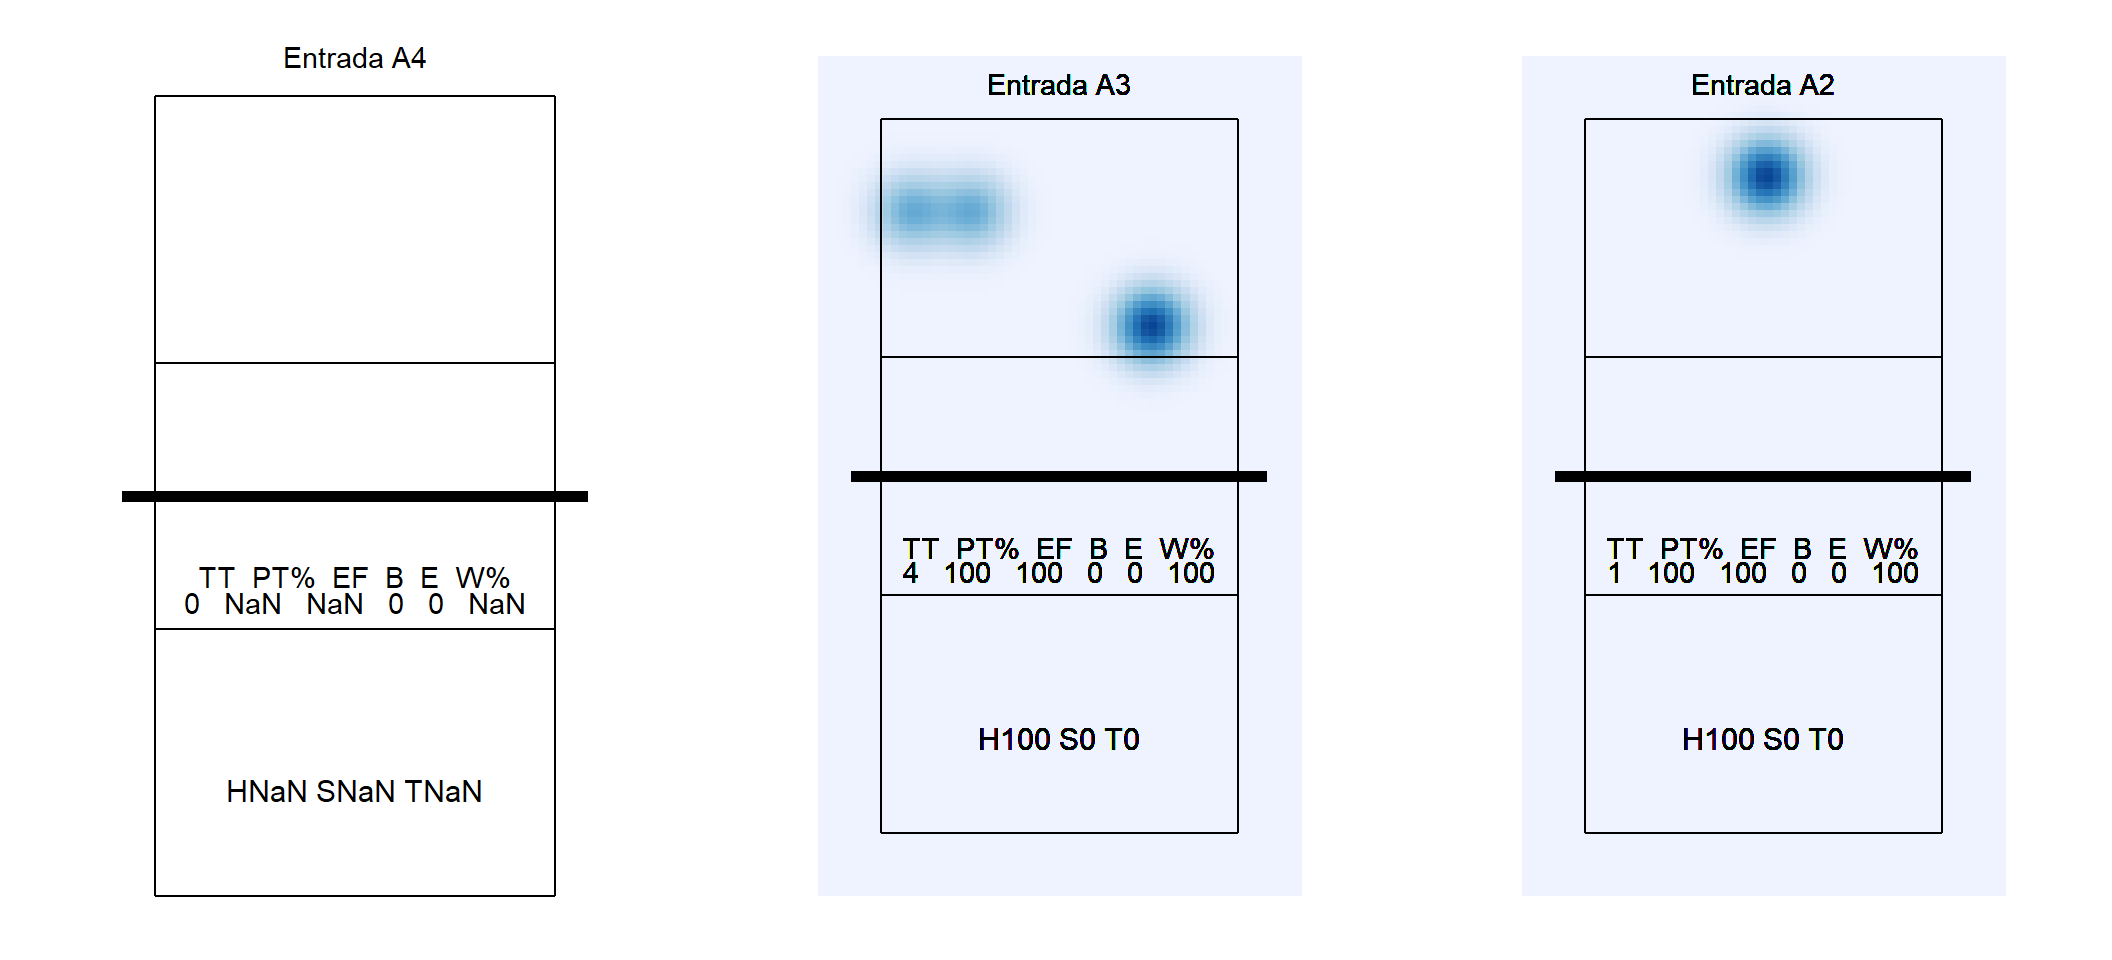 Entrada A4
TT PT% EF B E W%
0 NaN NaN 0 0 NaN
HNaN SNaN TNaN
Entrada A3
TT PT% EF B E W%
4 100 100 0 0 100
H100 S0 T0
Entrada A2
TT PT% EF B E W%
1 100 100 0 0 100
H100 S0 T0